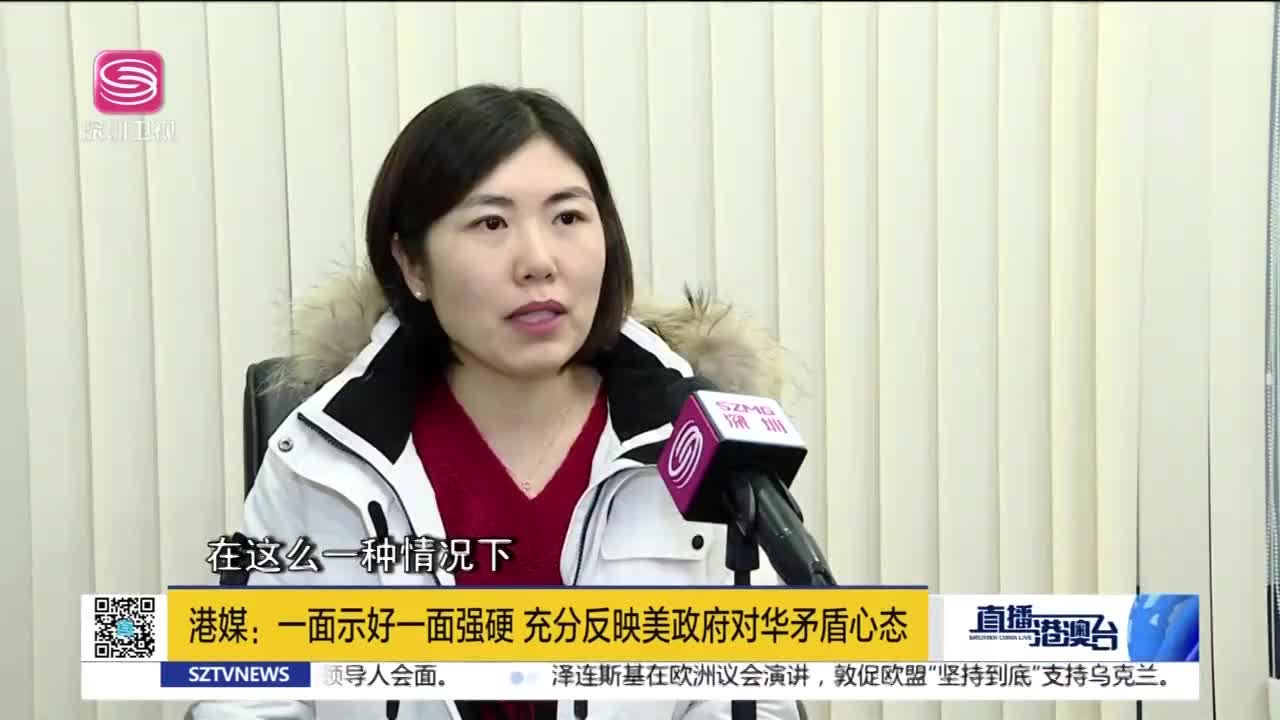 深圳卫视
SZMG
深圳
在这么一种情况下
港媒：一面示好一面强硬 充分反映美政府对华矛盾心态
直播港澳台
SHENZHEN CHINA LIVE
SZTVNEWS
领导人会面。
泽连斯基在欧洲议会演讲，敦促欧盟“坚持到底”支持乌克兰。